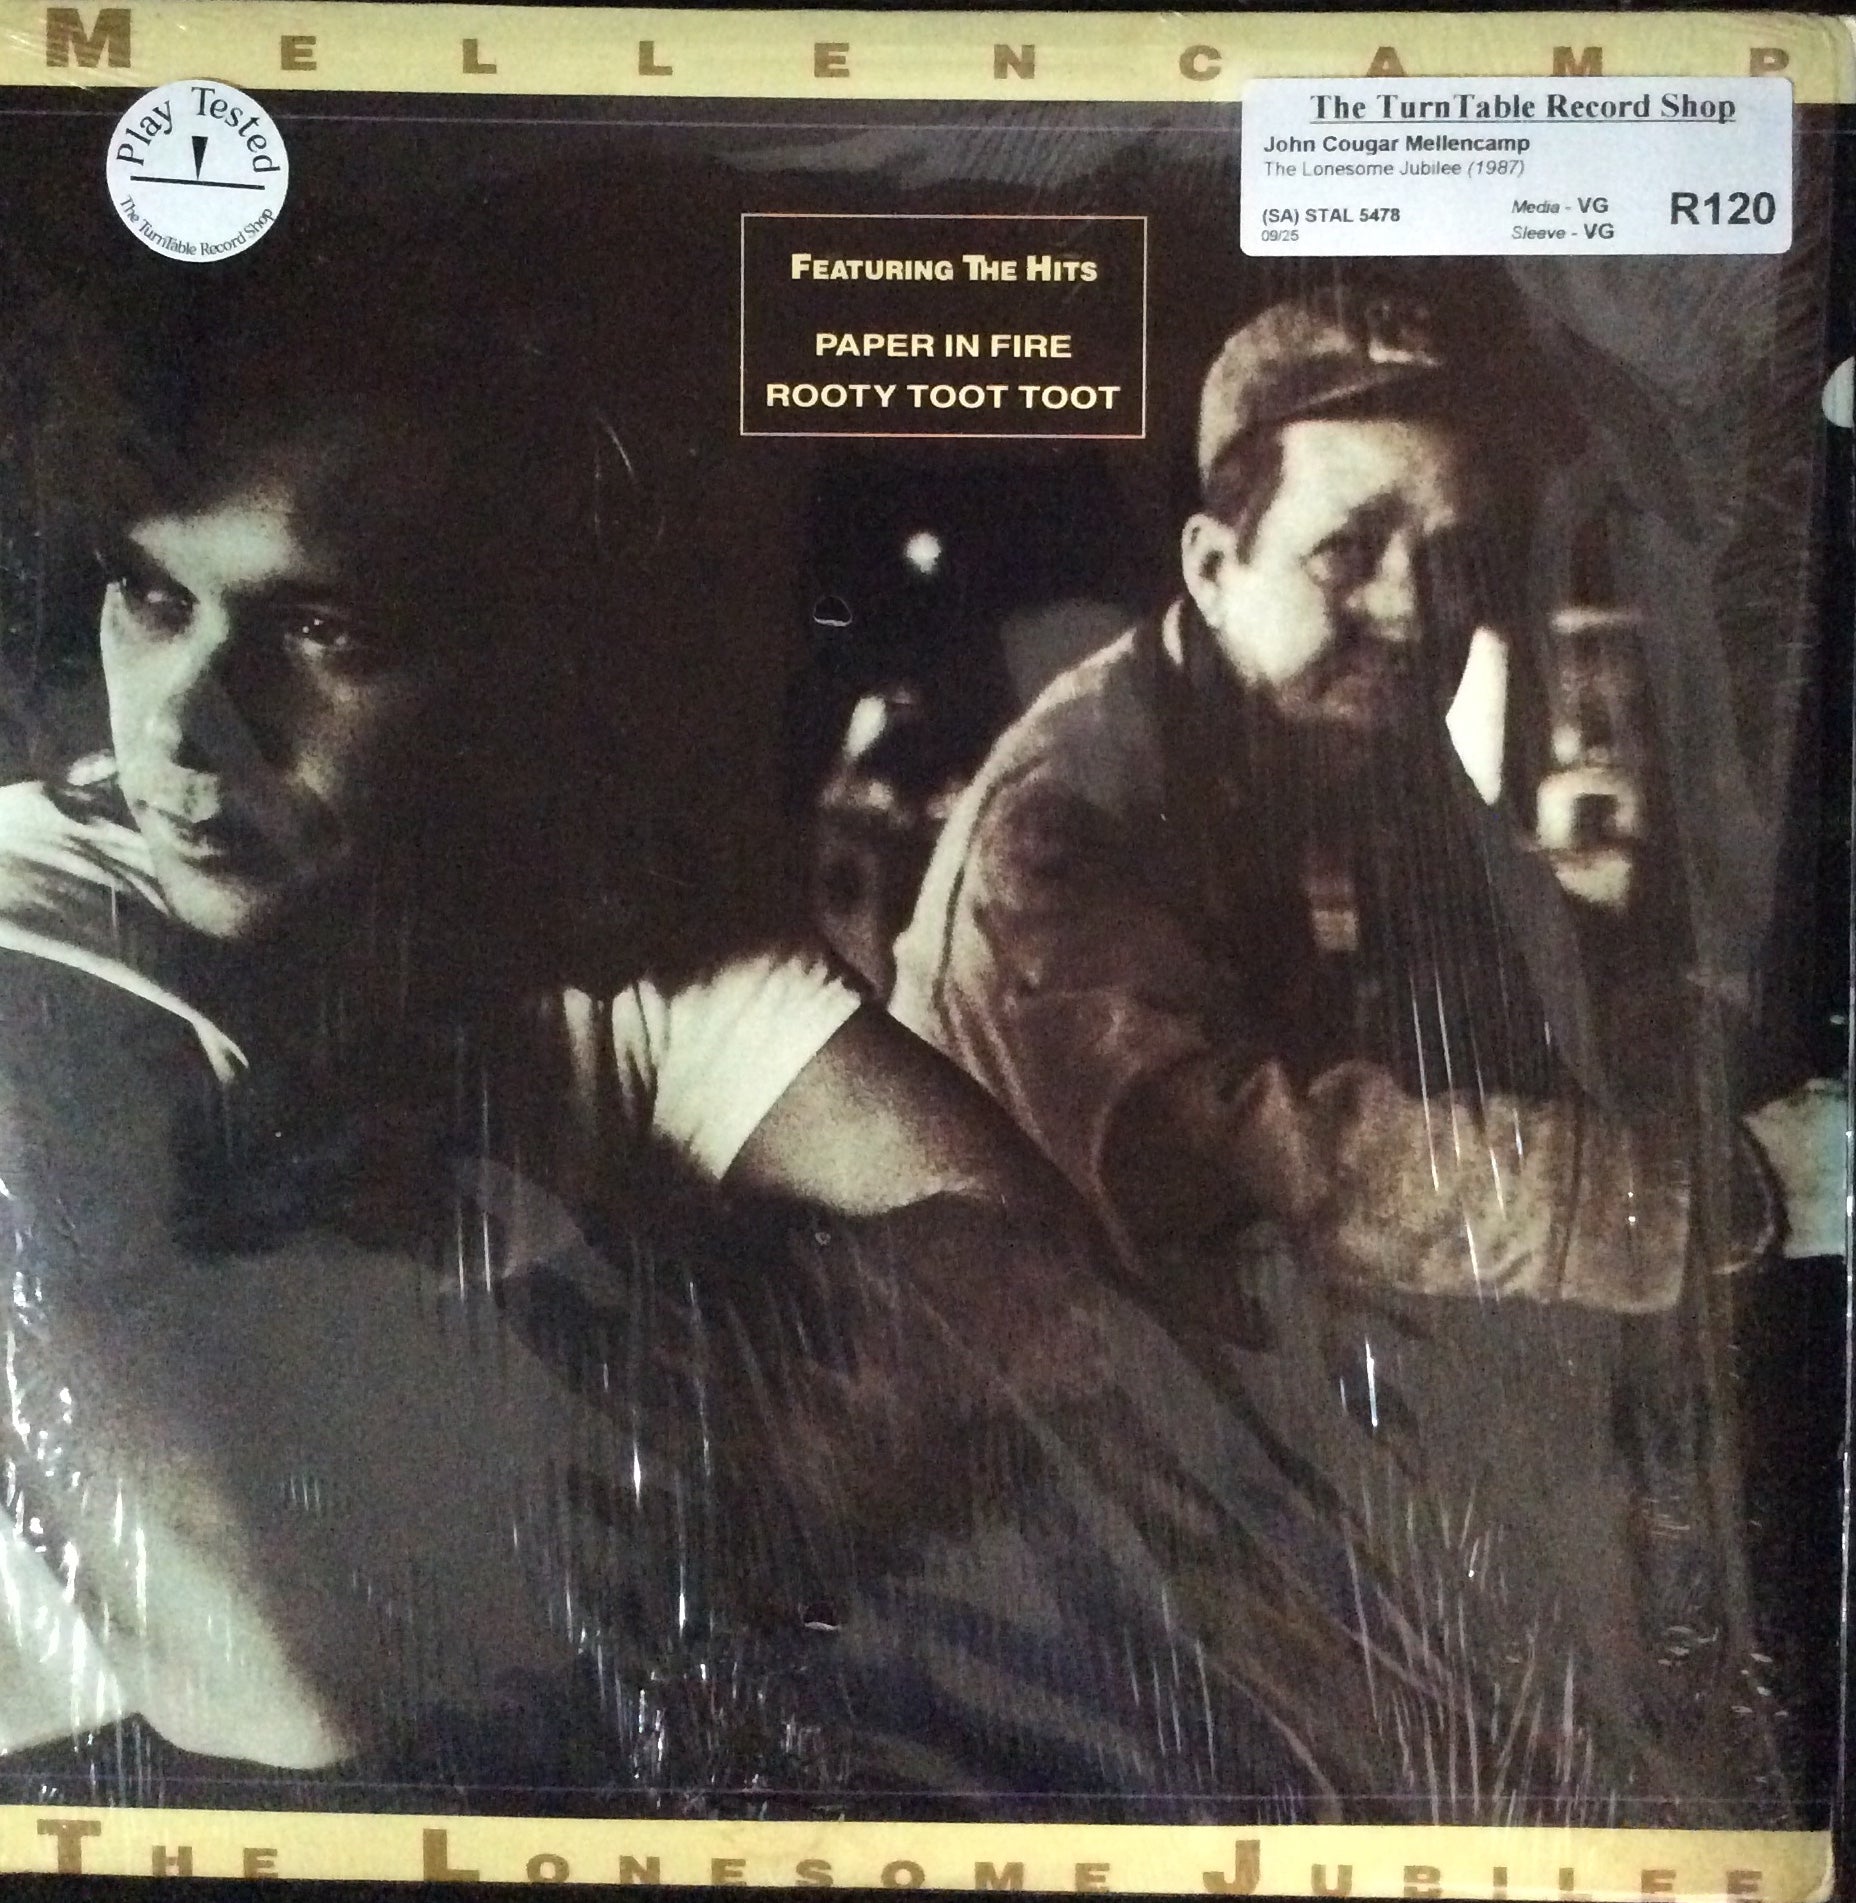 MELLENCAMP
Play Tested
The TurnTable Record Shop
The TurnTable Record Shop
John Cougar Mellencamp
The Lonesome Jubilee (1987)
(SA) STAL 5478
09/25
Media - VG
Sleeve - VG
R120
FEATURING THE HITS
PAPER IN FIRE
ROOTY TOOT TOOT
THE LONESOME JUBILEE